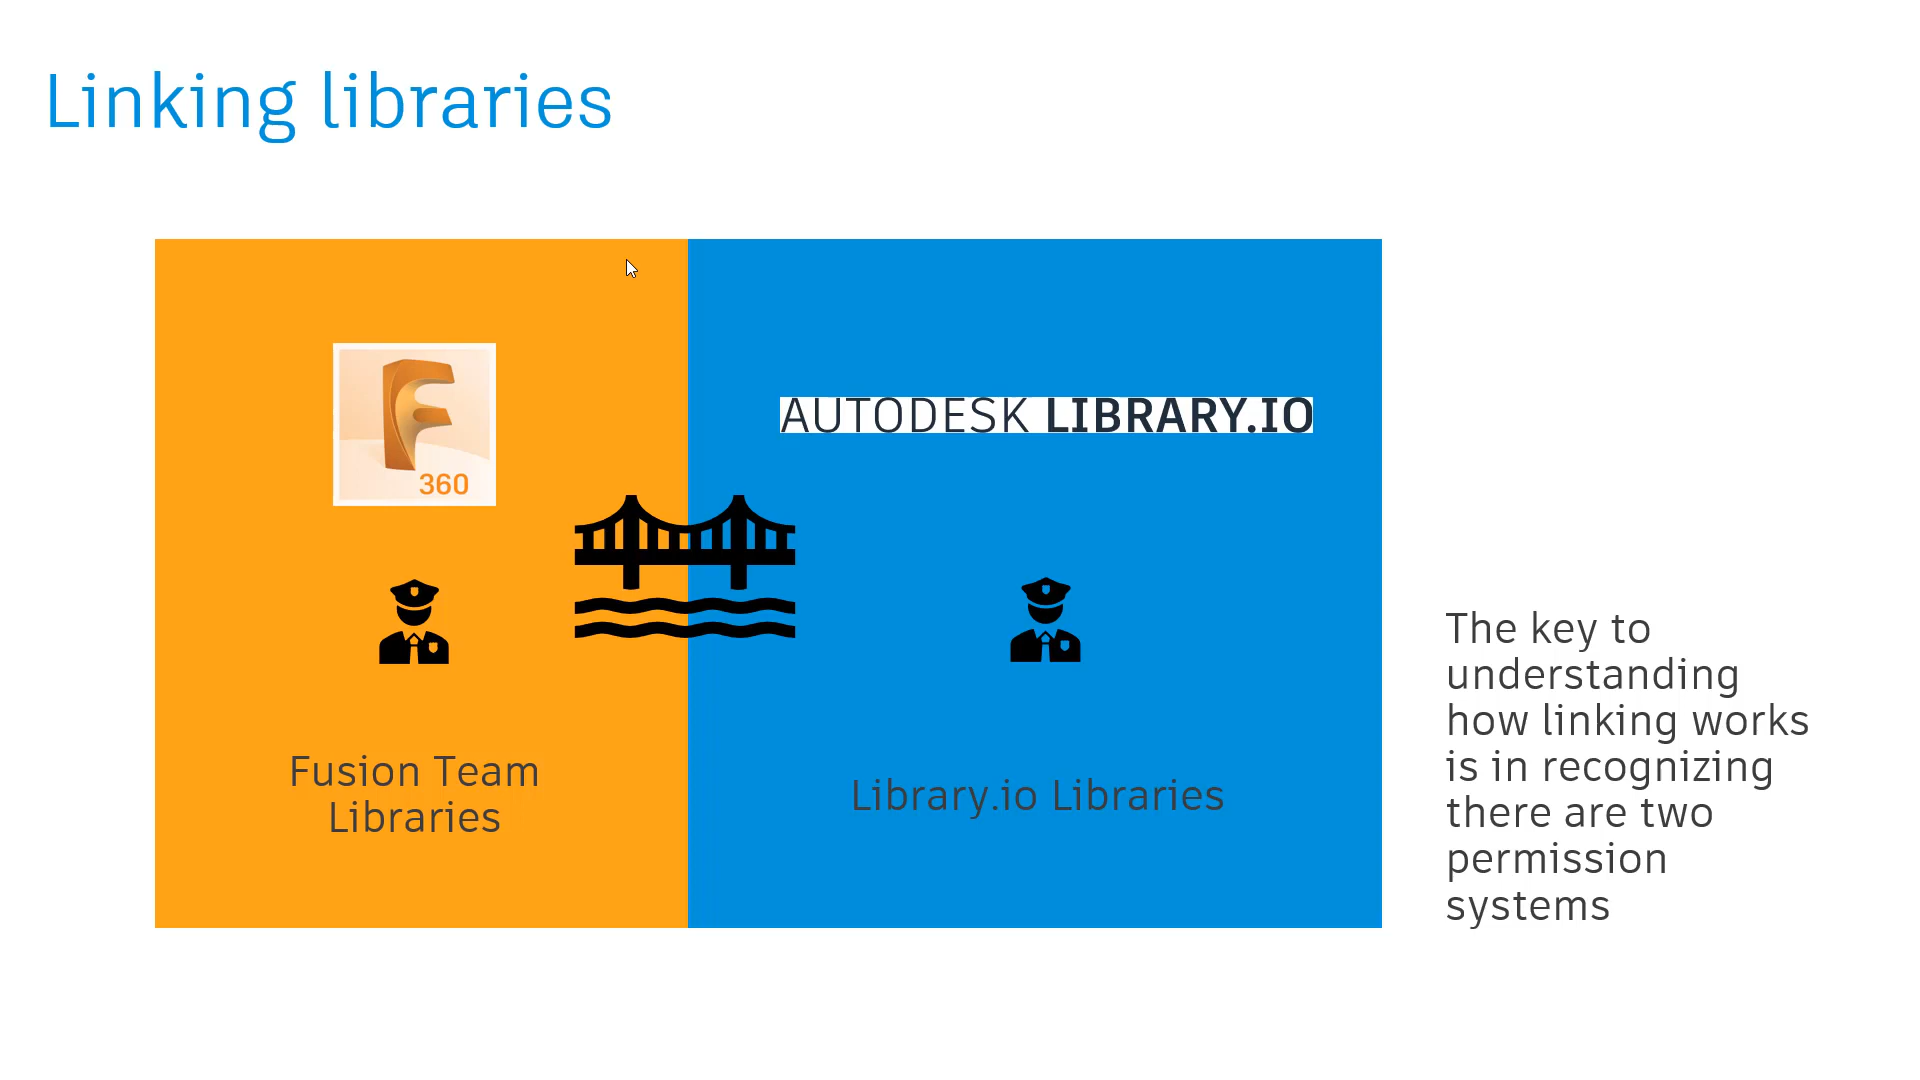 Linking libraries
360
AUTODESK LIBRARY.IO
Fusion Team
Libraries
Library.io Libraries
The key to
understanding
how linking works
is in recognizing
there are two
permission
systems